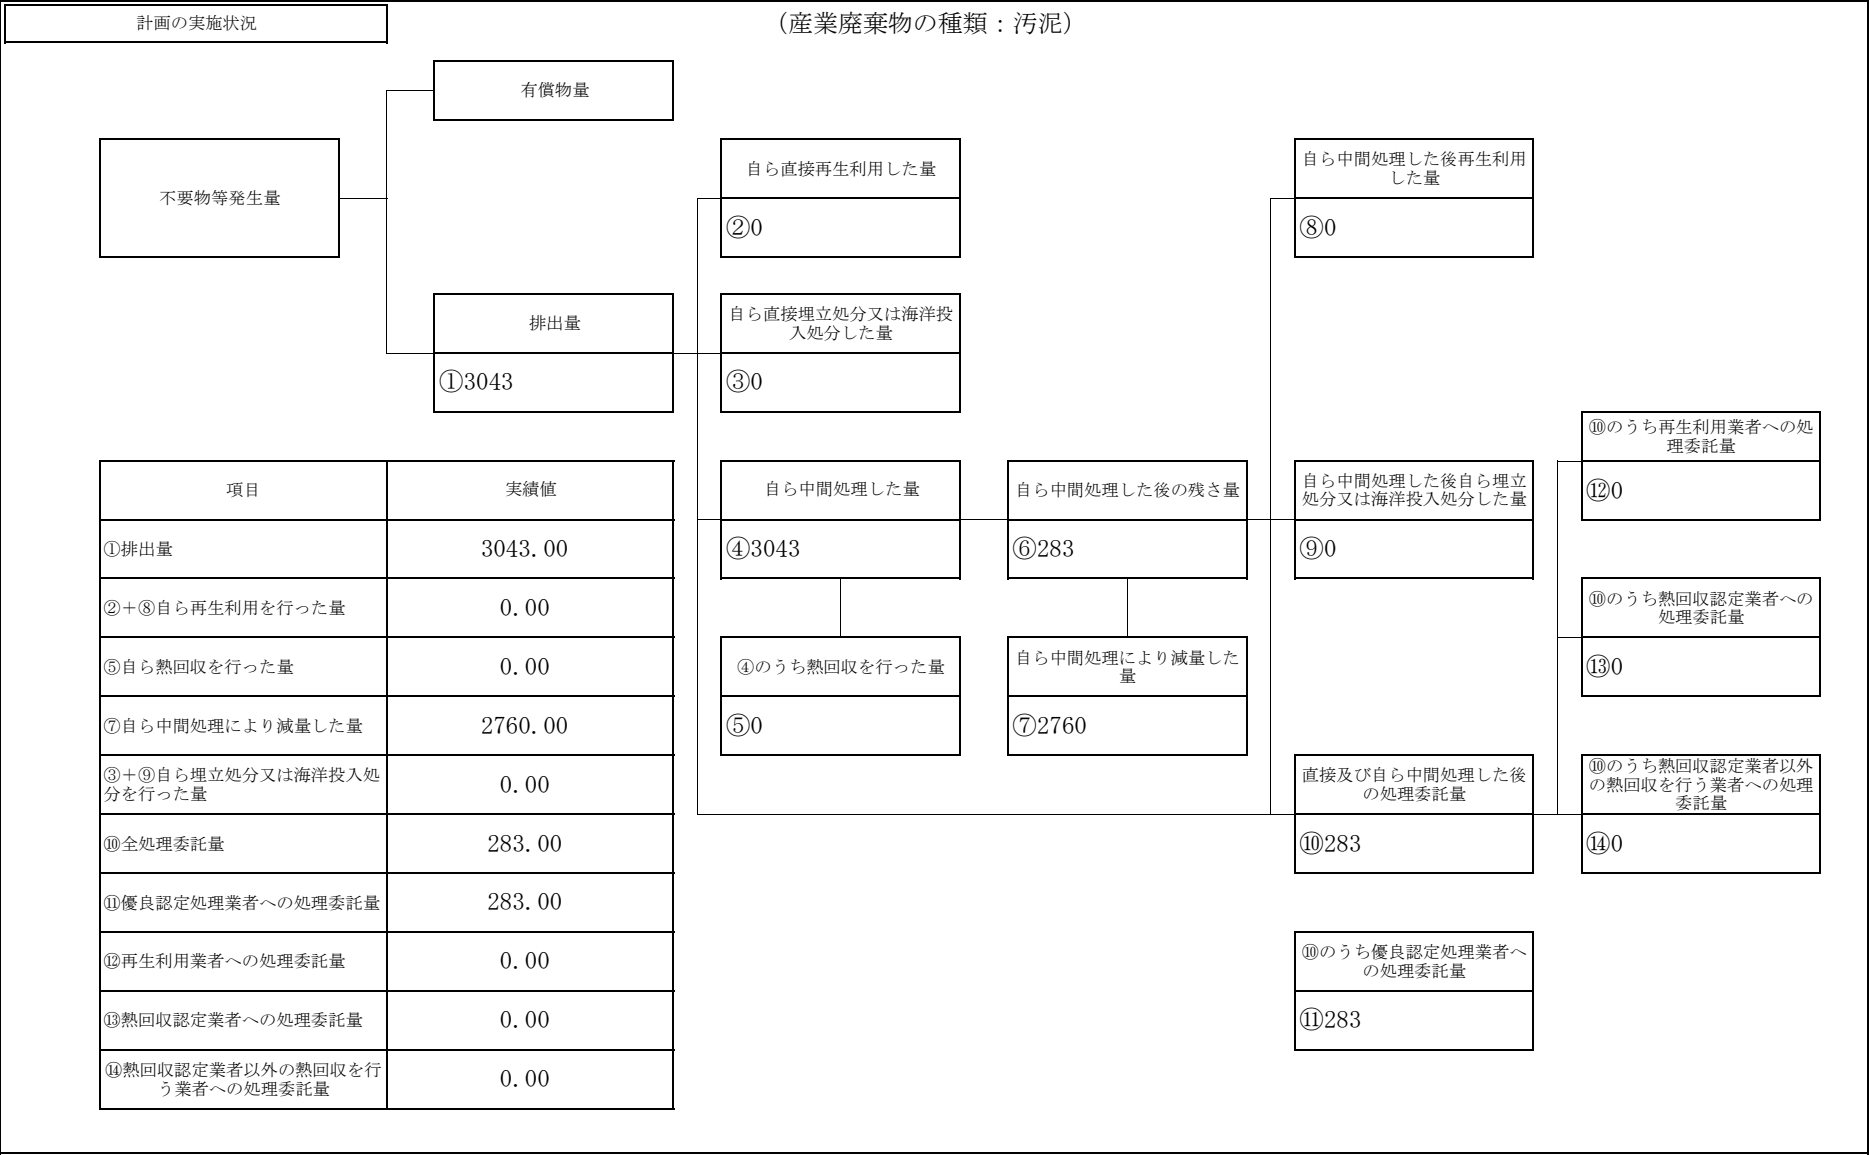 計画の実施状況
（産業廃棄物の種類：汚泥）
有償物量
不要物等発生量
自ら直接再生利用した量
②0
自ら中間処理した後再生利用
した量
⑧0
排出量
①3043
自ら直接埋立処分又は海洋投
入処分した量
③0
⑩のうち再生利用業者への処
理委託量
⑫0
自ら中間処理した量
④3043
自ら中間処理した後の残さ量
⑥283
自ら中間処理した後自ら埋立
処分又は海洋投入処分した量
⑨0
⑩のうち熱回収認定業者への
処理委託量
⑬0
④のうち熱回収を行った量
⑤0
自ら中間処理により減量した
量
⑦2760
直接及び自ら中間処理した後
の処理委託量
⑩283
⑩のうち熱回収認定業者以外
の熱回収を行う業者への処理
委託量
⑭0
⑩のうち優良認定処理業者へ
の処理委託量
⑪283
項目 実績値
①排出量 3043.00
②＋⑧自ら再生利用を行った量 0.00
⑤自ら熱回収を行った量 0.00
⑦自ら中間処理により減量した量 2760.00
③＋⑨自ら埋立処分又は海洋投入処
分を行った量 0.00
⑩全処理委託量 283.00
⑪優良認定処理業者への処理委託量 283.00
⑫再生利用業者への処理委託量 0.00
⑬熱回収認定業者への処理委託量 0.00
⑭熱回収認定業者以外の熱回収を行
う業者への処理委託量 0.00